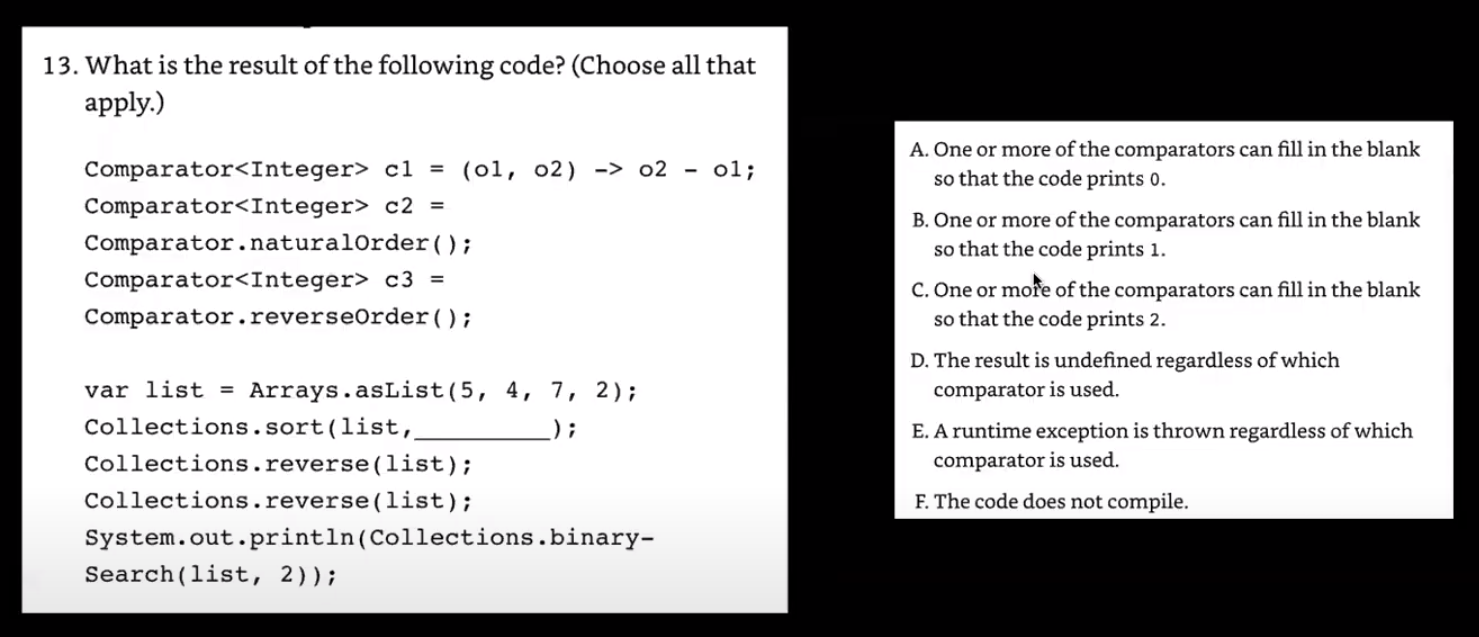 13. What is the result of the following code? (Choose all that
apply.)
Comparator<Integer> c1 = (o1, o2) -> o2 - o1;
Comparator<Integer> c2 =
Comparator.naturalOrder();
Comparator<Integer> c3 =
Comparator.reverseOrder();
var list = Arrays.asList(5, 4, 7, 2);
Collections.sort(list,__________);
Collections.reverse(list);
Collections.reverse(list);
System.out.println(Collections.binary-
Search(list, 2));
A. One or more of the comparators can fill in the blank
so that the code prints 0.
B. One or more of the comparators can fill in the blank
so that the code prints 1.
C. One or more of the comparators can fill in the blank
so that the code prints 2.
D. The result is undefined regardless of which
comparator is used.
E. A runtime exception is thrown regardless of which
comparator is used.
F. The code does not compile.